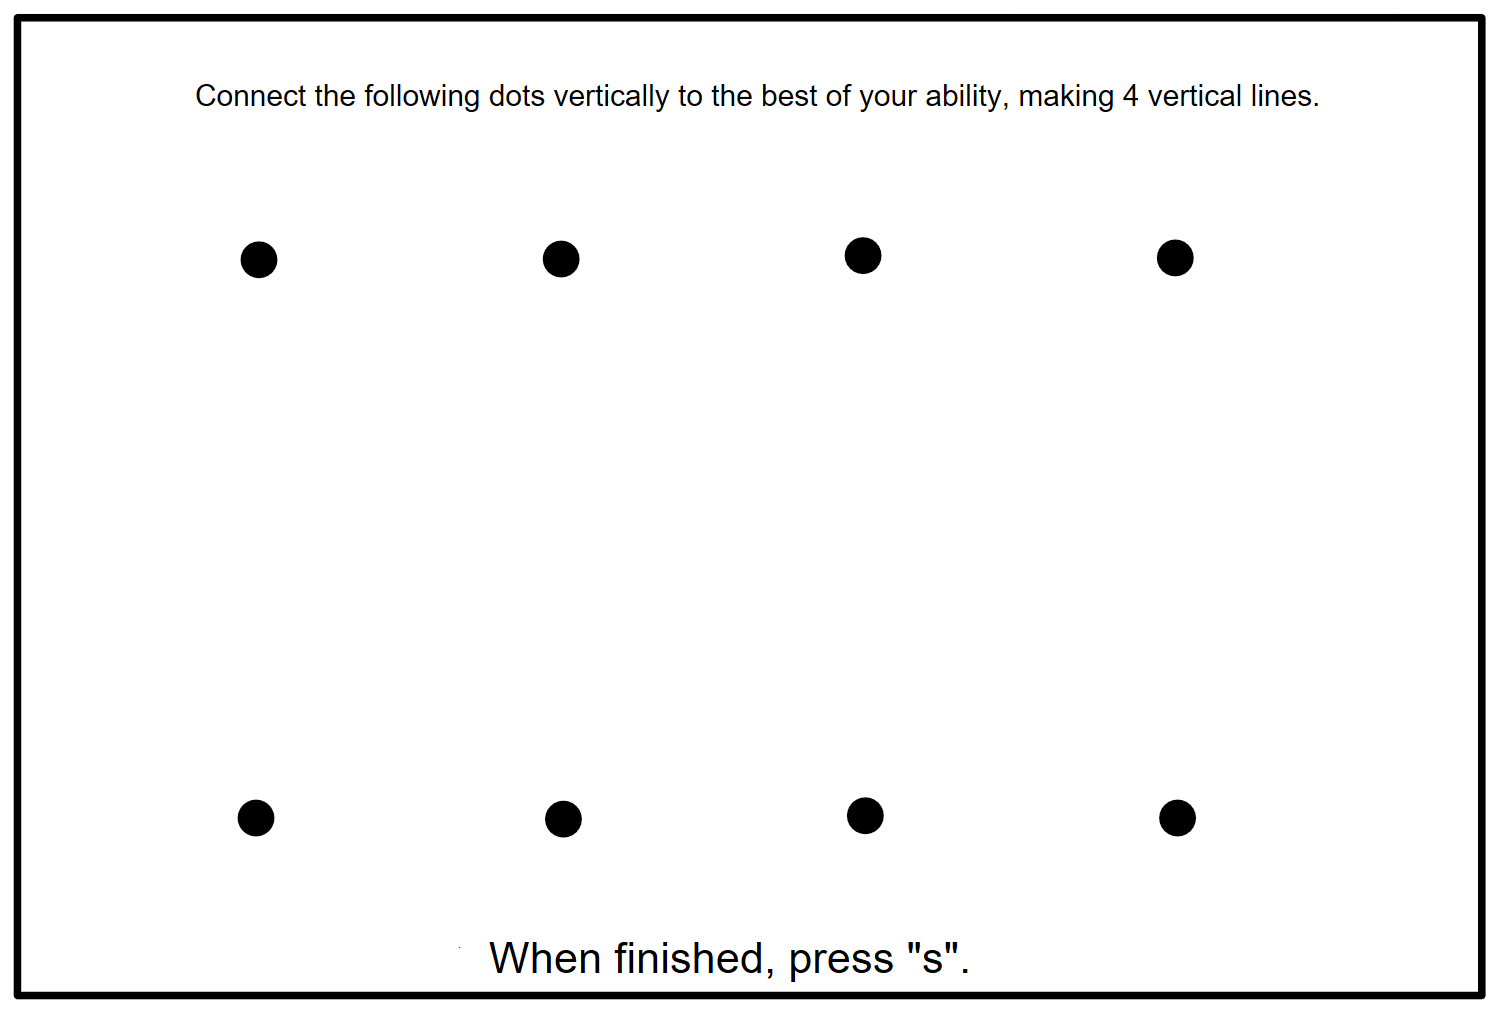 Connect the following dots vertically to the best of your ability, making 4 vertical lines.
When finished, press "s".